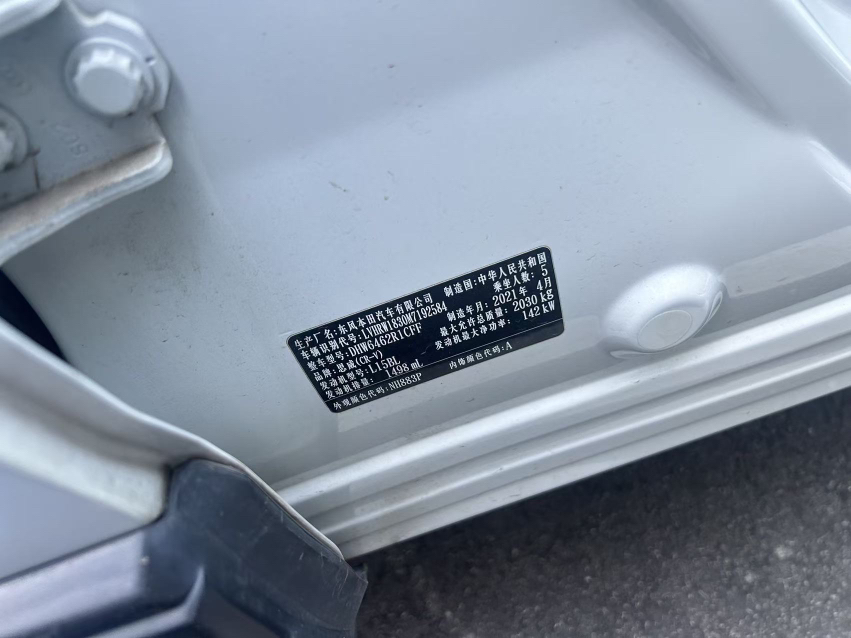 生产厂名:东风本田汽车有限公司 制造国:中华人民共和国
车辆识别代号:LVHRW1830M7192584 乘坐人数:5
整车型号:DHW6462R1CFF 制造年月:2021年 4月
品牌:思威(CR-V) 最大允许总质量:2030 kg
发动机型号:L15BL 发动机最大净功率:142 kW
发动机排量:1498 mL
外观颜色代码:NH883P 内饰颜色代码:A